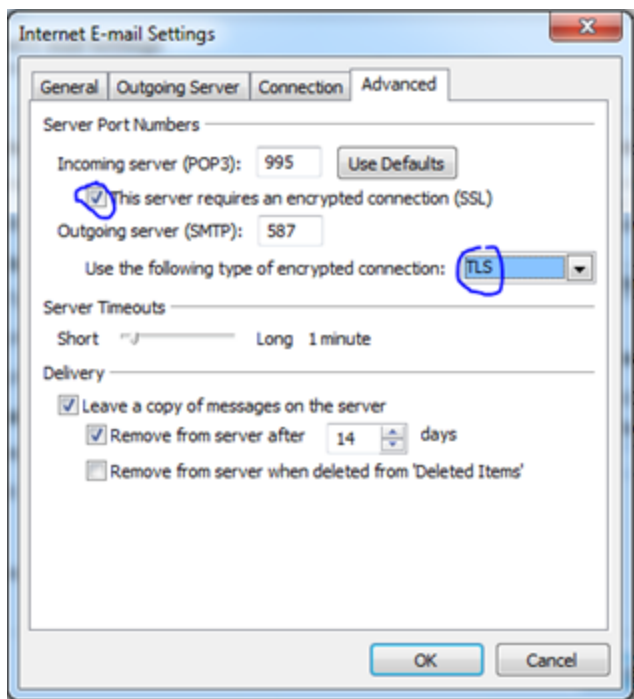 Internet E-mail Settings
General Outgoing Server Connection Advanced
Server Port Numbers
Incoming server (POP3): 995 Use Defaults
This server requires an encrypted connection (SSL)
Outgoing server (SMTP): 587
Use the following type of encrypted connection: TLS
Server Timeouts
Short Long 1 minute
Delivery
Leave a copy of messages on the server
Remove from server after 14 days
Remove from server when deleted from 'Deleted Items'
OK Cancel